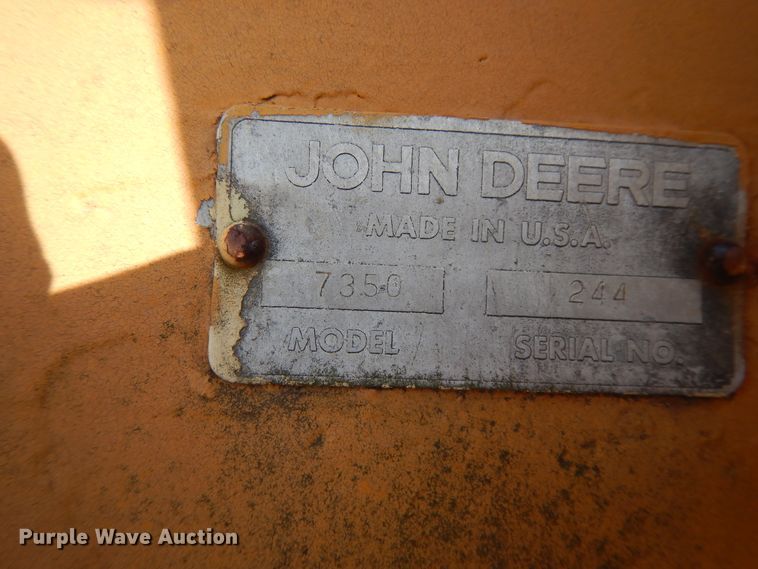 JOHN DEERE
MADE IN U.S.A.
7350 244
MODEL SERIAL NO.
Purple Wave Auction®